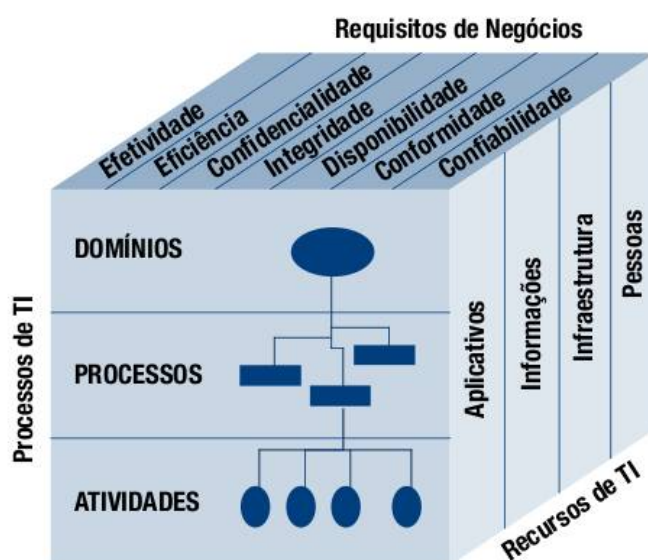 Requisitos de Negócios
Efetividade
Eficiência
Confidencialidade
Integridade
Disponibilidade
Conformidade
Confiabilidade
Processos de TI
DOMÍNIOS
PROCESSOS
ATIVIDADES
Aplicativos
Informações
Infraestrutura
Pessoas
Recursos de TI